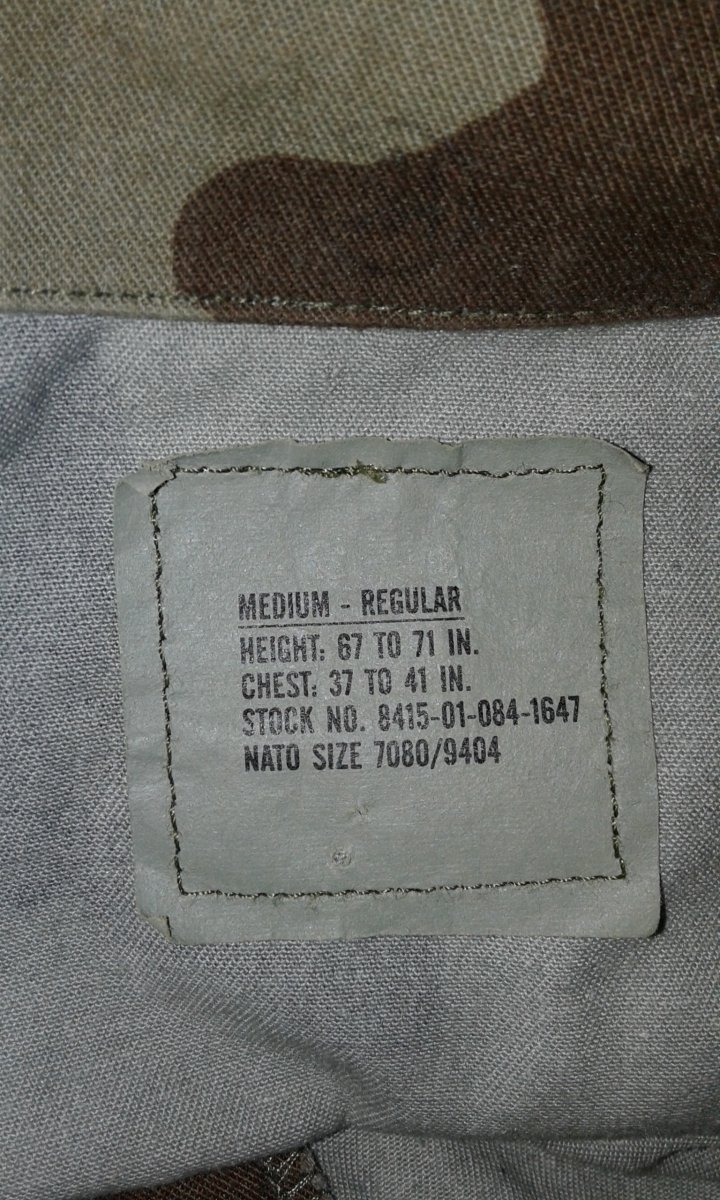 MEDIUM - REGULAR
HEIGHT: 67 TO 71 IN.
CHEST: 37 TO 41 IN.
STOCK NO. 8415-01-084-1647
NATO SIZE 7080/9404